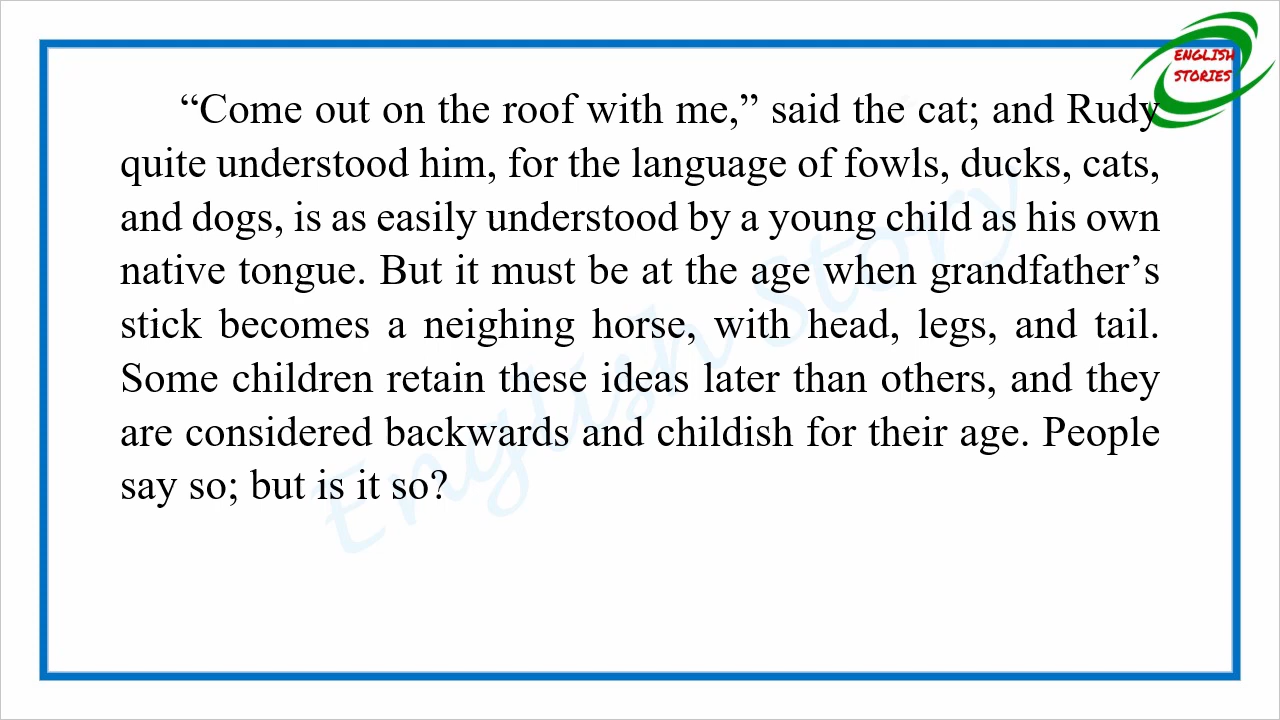 ENGLISH
STORIES
“Come out on the roof with me,” said the cat; and Rudy
quite understood him, for the language of fowls, ducks, cats,
and dogs, is as easily understood by a young child as his own
native tongue. But it must be at the age when grandfather’s
stick becomes a neighing horse, with head, legs, and tail.
Some children retain these ideas later than others, and they
are considered backwards and childish for their age. People
say so; but is it so?
English Story